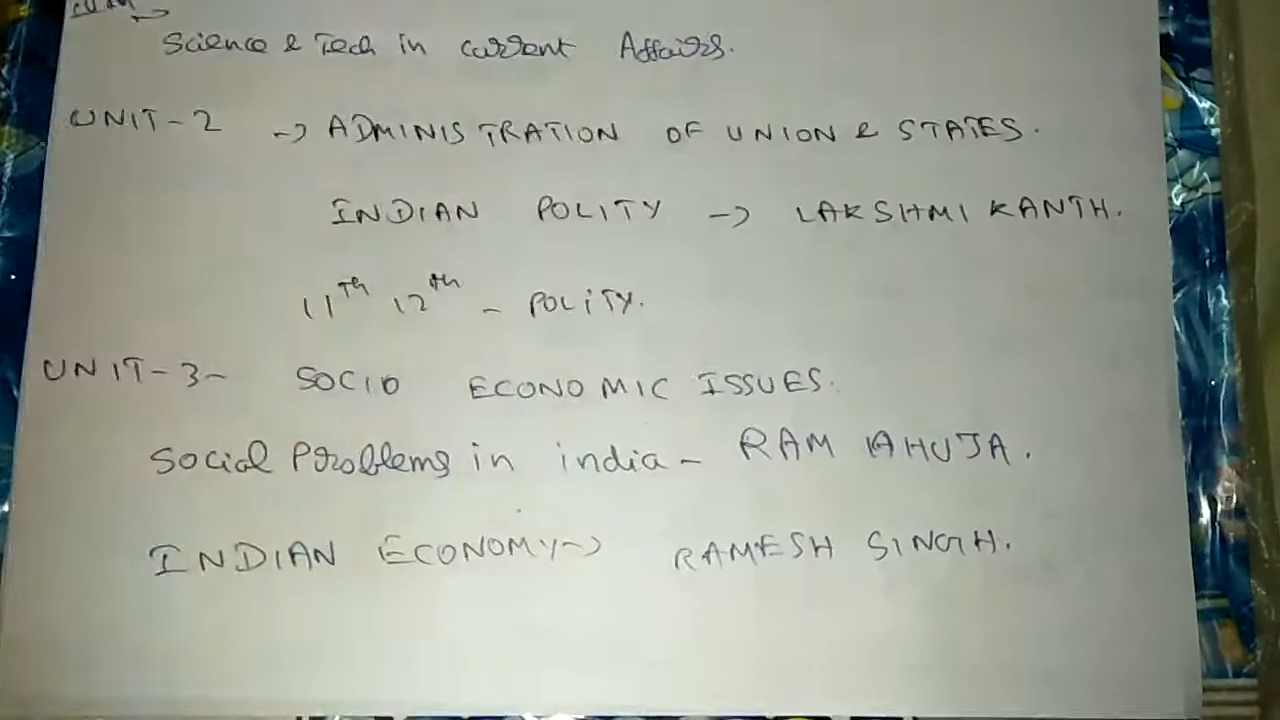 Science & Tech in current Affairs.
UNIT-2 -> ADMINISTRATION OF UNION & STATES.
INDIAN POLITY -> LAKSHMI KANTH.
11Th 12th - POLITY.
UNIT-3- SOCIO ECONOMIC ISSUES.
Social Problems in india - RAM AHUJA.
INDIAN ECONOMY-> RAMESH SINGH.